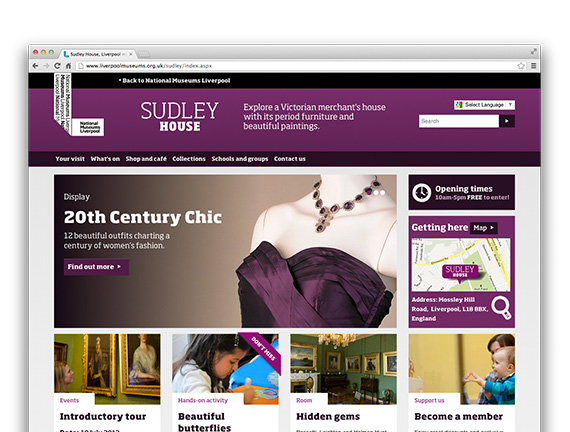 Sudley House, Liverpool m
www.liverpoolmuseums.org.uk/sudley/index.aspx
Back to National Museums Liverpool
National
Museums
Liverpool
SUDLEY
HOUSE
Explore a Victorian merchant's house
with its period furniture and
beautiful paintings.
Select Language
Search
Your visit What's on Shop and café Collections Schools and groups Contact us
Display
20th Century Chic
12 beautiful outfits charting a
century of women's fashion.
Find out more
Opening times
10am-5pm FREE to enter!
Getting here Map
SUDLEY
HOUSE
Address: Mossley Hill
Road, Liverpool, L18 8BX,
England
Events
Introductory tour
DON'T MISS
Hands-on activity
Beautiful
butterflies
Room
Hidden gems
Support us
Become a member